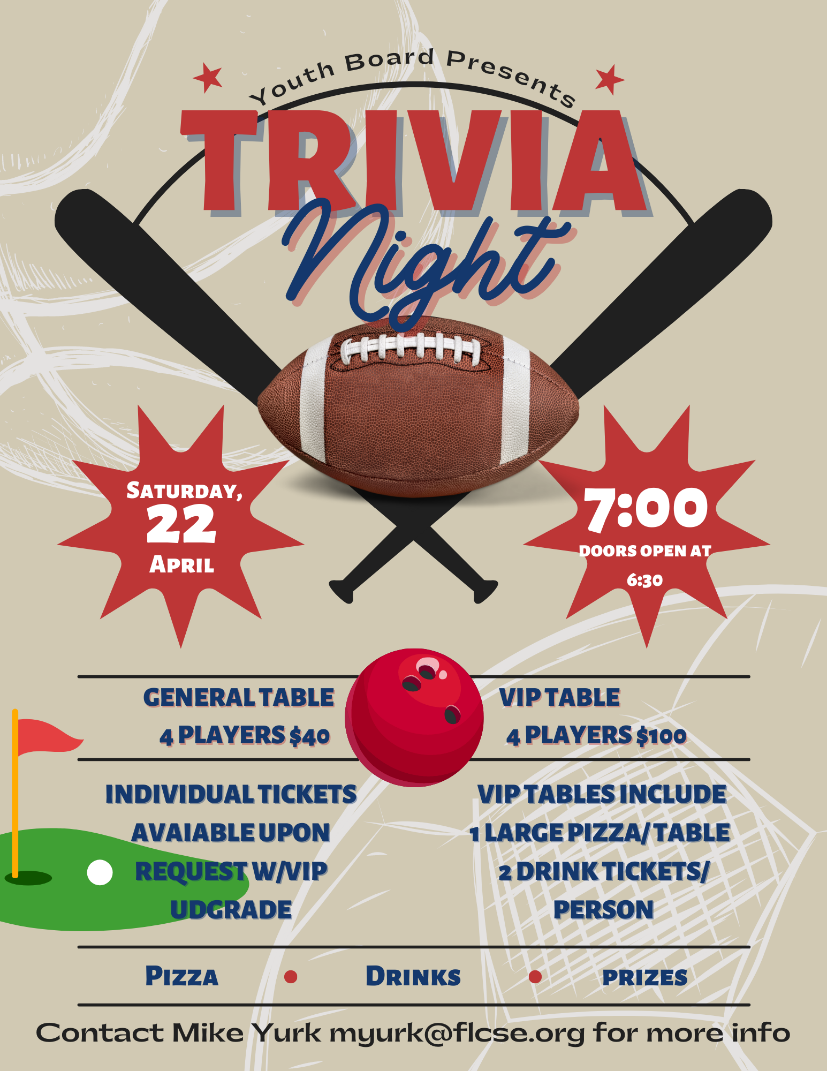 Youth Board Presents
TRIVIA
Night
SATURDAY,
22
APRIL
7:00
DOORS OPEN AT
6:30
GENERAL TABLE
4 PLAYERS $40
VIP TABLE
4 PLAYERS $100
INDIVIDUAL TICKETS
AVAIABLE UPON
REQUEST W/VIP
UDGRADE
VIP TABLES INCLUDE
1 LARGE PIZZA/ TABLE
2 DRINK TICKETS/
PERSON
PIZZA • DRINKS • PRIZES
Contact Mike Yurk myurk@flcse.org for more info